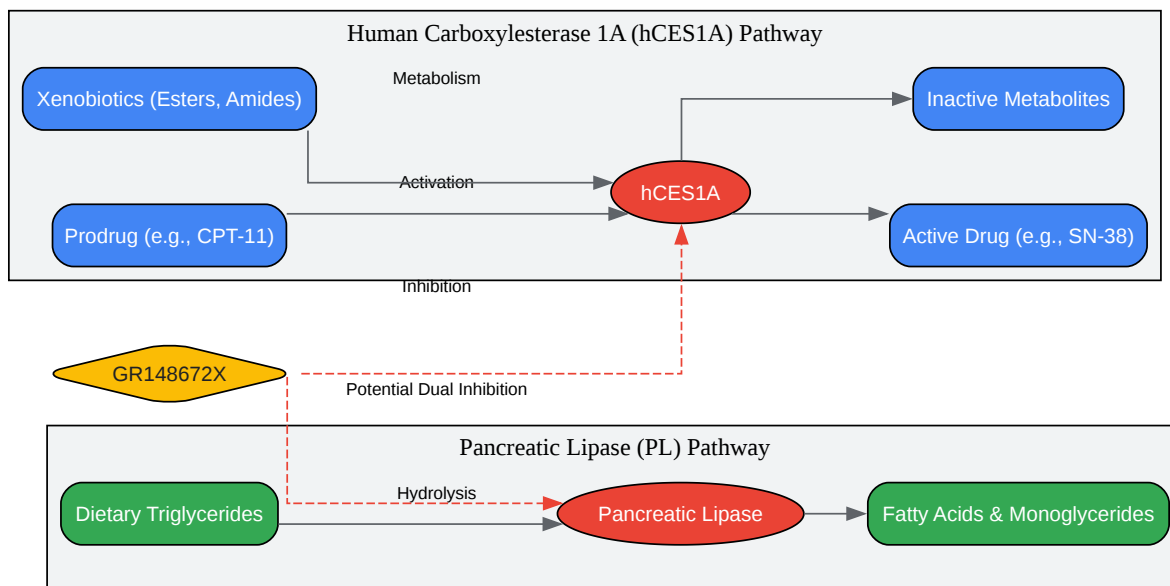 Human Carboxylesterase 1A (hCES1A) Pathway
Metabolism
Xenobiotics (Esters, Amides)
Inactive Metabolites
Activation
hCES1A
Prodrug (e.g., CPT-11)
Active Drug (e.g., SN-38)
Inhibition
GR148672X
Potential Dual Inhibition
Pancreatic Lipase (PL) Pathway
Hydrolysis
Dietary Triglycerides
Pancreatic Lipase
Fatty Acids & Monoglycerides